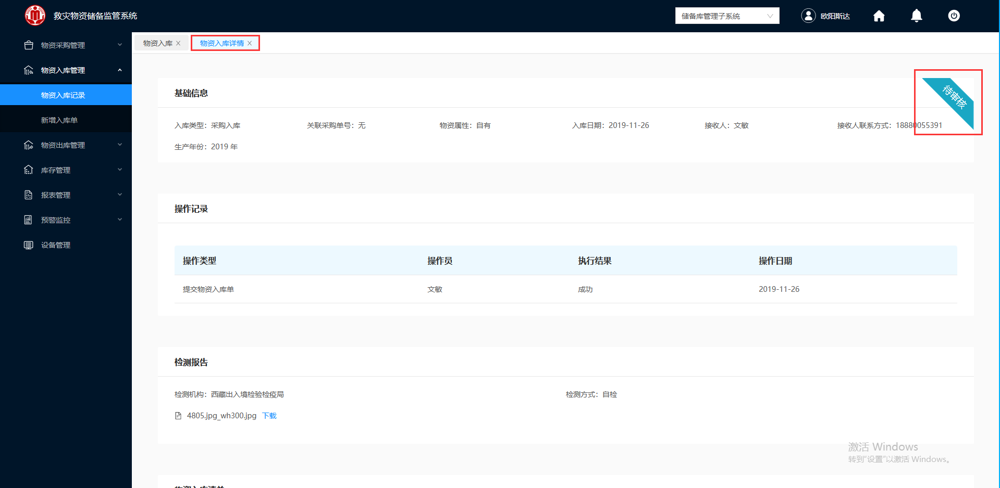 救灾物资储备监管系统
储备库管理子系统
欧阳斯达
物资采购管理
物资入库管理
物资入库记录
新增入库单
物资出库管理
库存管理
报表管理
预警监控
设备管理
物资入库
物资入库详情
基础信息
待审核
入库类型：采购入库 关联采购单号：无 物资属性：自有 入库日期：2019-11-26 接收人：文敏 接收人联系方式：18880055391
生产年份：2019 年
操作记录
操作类型 操作员 执行结果 操作日期
提交物资入库单 文敏 成功 2019-11-26
检测报告
检测机构：西藏出入境检验检疫局 检测方式：自检
4805.jpg_wh300.jpg 下载
激活 Windows
转到“设置”以激活 Windows。
物资入库清单